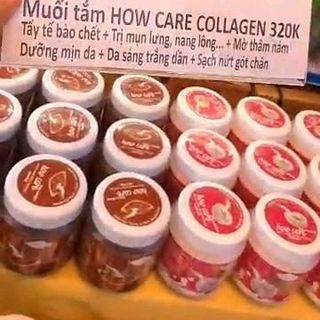 Muối tắm HOW CARE COLLAGEN 320K
Tẩy tế bào chết + Trị mụn lưng, nang lông... + Mờ thâm nám
Dưỡng mịn da + Da sáng trắng dần + Sạch nứt gót chân